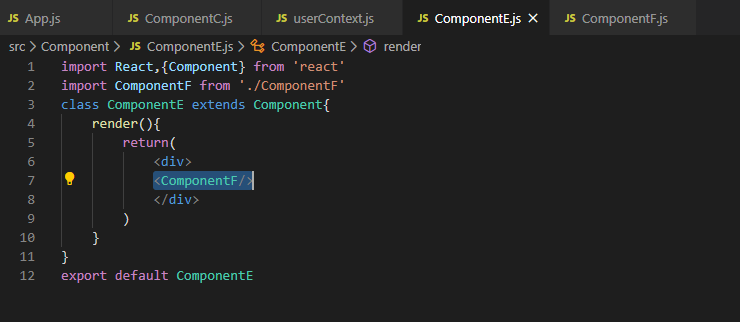 JS App.js JS ComponentC.js JS userContext.js JS ComponentE.js × JS ComponentF.js
src > Component > JS ComponentE.js > ComponentE > render
1 import React,{Component} from 'react'
2 import ComponentF from './ComponentF'
3 class ComponentE extends Component{
4 render(){
5 return(
6 <div>
7 <ComponentF/>
8 </div>
9 )
10 }
11 }
12 export default ComponentE